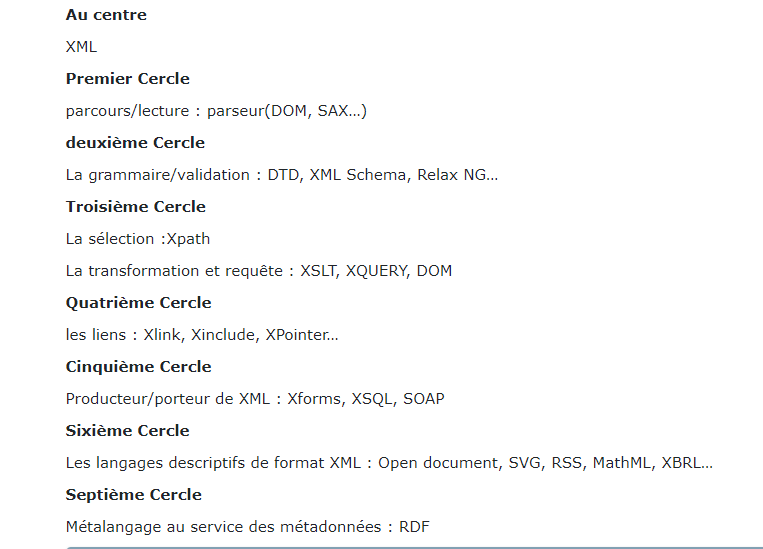 Au centre
XML
Premier Cercle
parcours/lecture : parseur(DOM, SAX…)
deuxième Cercle
La grammaire/validation : DTD, XML Schema, Relax NG…
Troisième Cercle
La sélection :Xpath
La transformation et requête : XSLT, XQUERY, DOM
Quatrième Cercle
les liens : Xlink, Xinclude, XPointer…
Cinquième Cercle
Producteur/porteur de XML : Xforms, XSQL, SOAP
Sixième Cercle
Les langages descriptifs de format XML : Open document, SVG, RSS, MathML, XBRL…
Septième Cercle
Métalangage au service des métadonnées : RDF